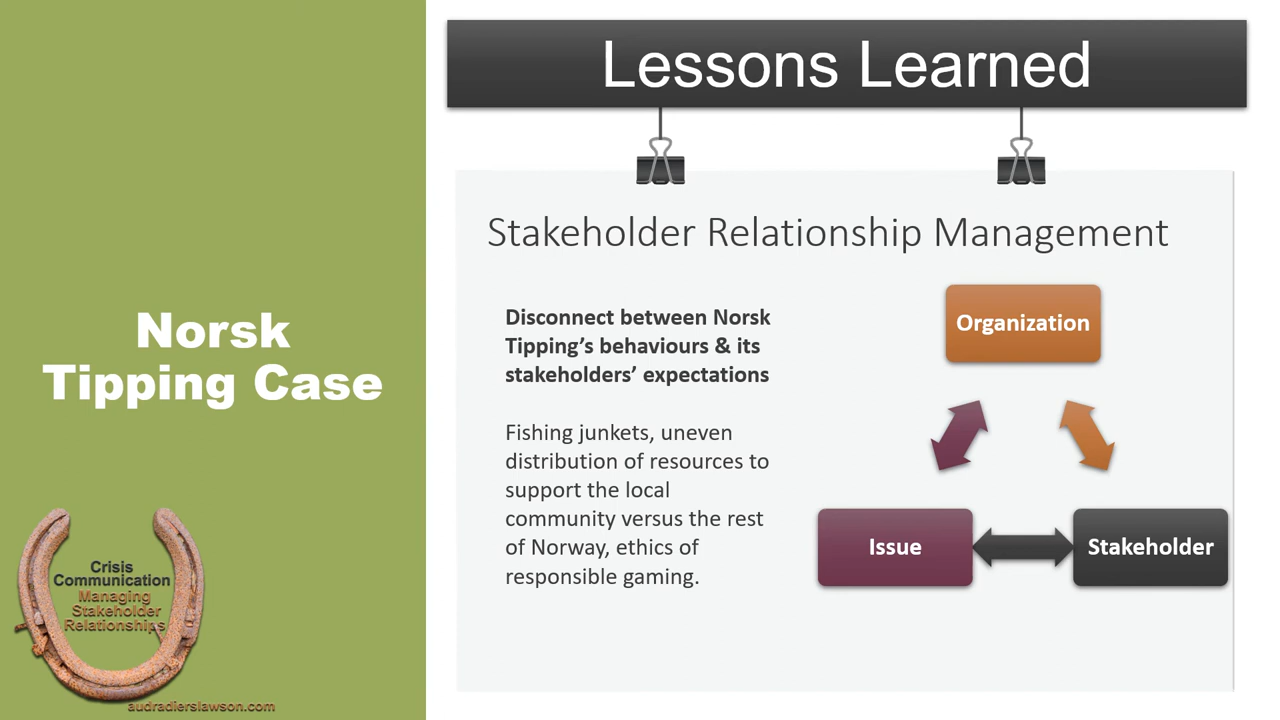 Lessons Learned
Stakeholder Relationship Management
Norsk
Tipping Case
Disconnect between Norsk
Tipping’s behaviours & its
stakeholders’ expectations
Fishing junkets, uneven
distribution of resources to
support the local
community versus the rest
of Norway, ethics of
responsible gaming.
Organization
Issue
Stakeholder
Crisis
Communication
Managing
Stakeholder
Relationships
audradierslawson.com